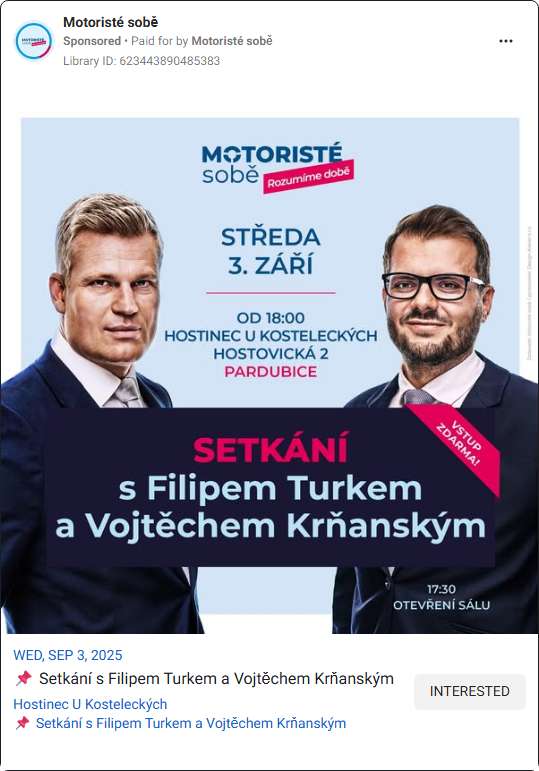 Motoristé sobě
Sponsored • Paid for by Motoristé sobě
Library ID: 623443890485383
MOTORISTÉ
sobě
Rozumíme době
STŘEDA
3. ZÁŘÍ
OD 18:00
HOSTINEC U KOSTELECKÝCH
HOSTOVICKÁ 2
PARDUBICE
VSTUP
ZDARMA!
SETKÁNÍ
s Filipem Turkem
a Vojtěchem Krňanským
17:30
OTEVŘENÍ SÁLU
WED, SEP 3, 2025
📌 Setkání s Filipem Turkem a Vojtěchem Krňanským
INTERESTED
Hostinec U Kosteleckých
📌 Setkání s Filipem Turkem a Vojtěchem Krňanským